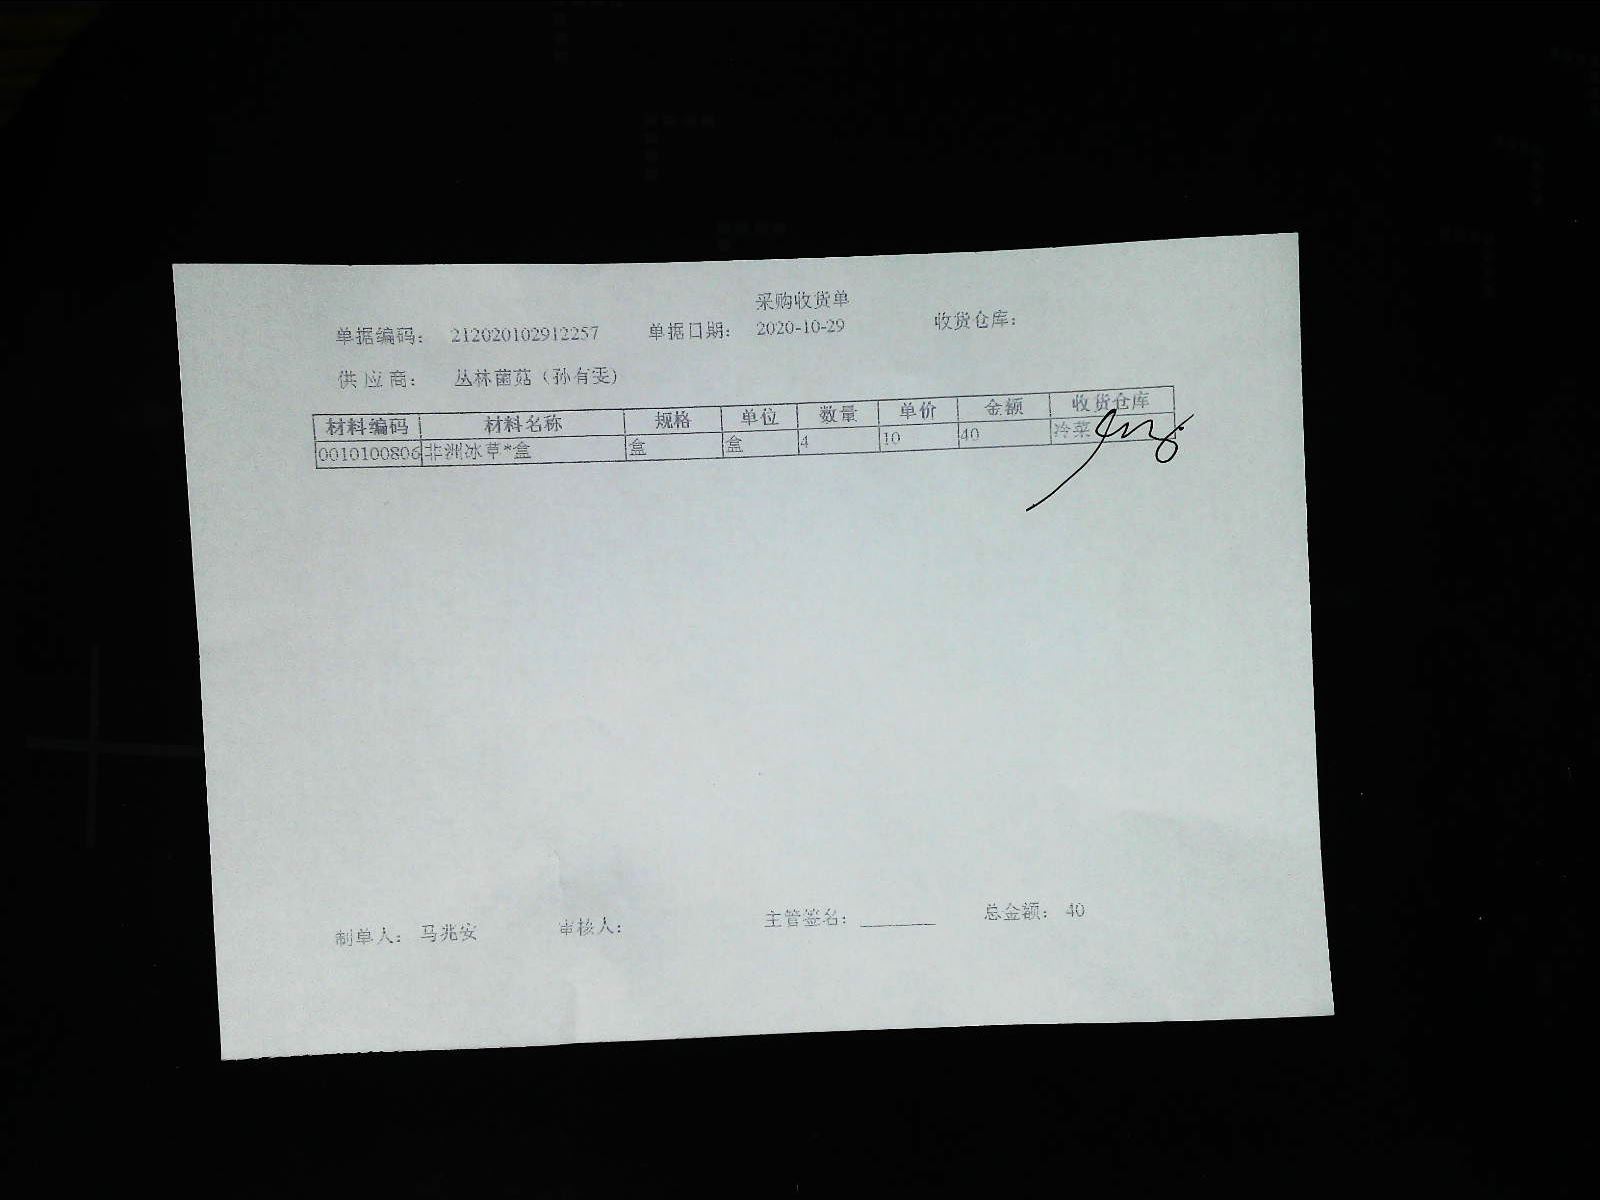 采购收货单
单据编码： 212020102912257 单据日期： 2020-10-29 收货仓库：
供应商： 丛林菌菇（孙有雯）
材料编码 材料名称 规格 单位 数量 单价 金额 收货仓库
0010100806 非洲冰草*盒 盒 盒 4 10 40 冷菜
制单人： 马兆安 审核人： 主管签名：______ 总金额： 40